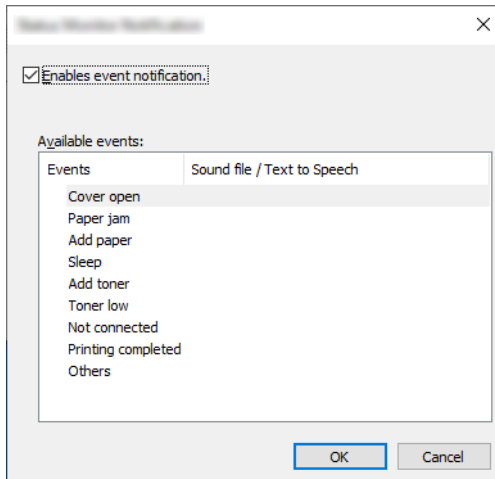 Enables event notification.
Available events:
Events Sound file / Text to Speech
Cover open
Paper jam
Add paper
Sleep
Add toner
Toner low
Not connected
Printing completed
Others
OK Cancel